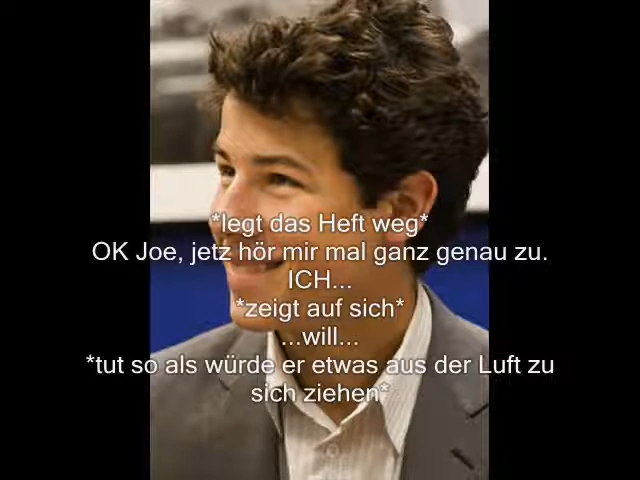 *legt das Heft weg*
OK Joe, jetz hör mir mal ganz genau zu.
ICH...
*zeigt auf sich*
...will...
*tut so als würde er etwas aus der Luft zu
sich ziehen*